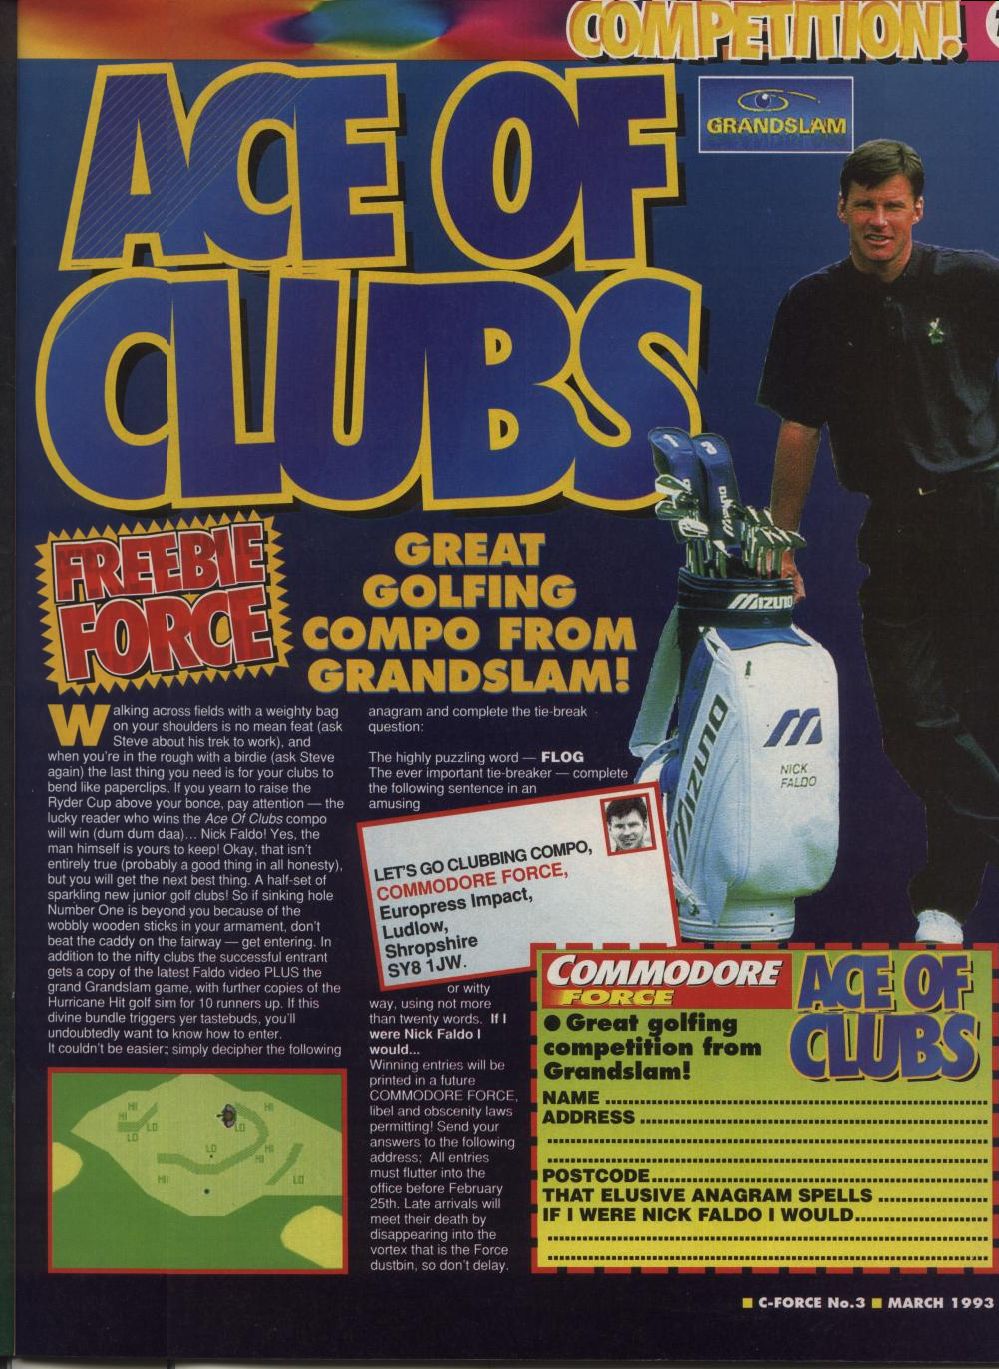 COMPETITION!
ACE OF
CLUBS
GRANDSLAM
1
3
MIZUNO
MIZUNO
MIZUNO
NICK
FALDO
FREEBIE
FORCE
GREAT
GOLFING
COMPO FROM
GRANDSLAM!
Walking across fields with a weighty bag
on your shoulders is no mean feat (ask
Steve about his trek to work), and
when you're in the rough with a birdie (ask Steve
again) the last thing you need is for your clubs to
bend like paperclips. If you yearn to raise the
Ryder Cup above your bonce, pay attention — the
lucky reader who wins the Ace Of Clubs compo
will win (dum dum daa)... Nick Faldo! Yes, the
man himself is yours to keep! Okay, that isn't
entirely true (probably a good thing in all honesty),
but you will get the next best thing. A half-set of
sparkling new junior golf clubs! So if sinking hole
Number One is beyond you because of the
wobbly wooden sticks in your armament, don't
beat the caddy on the fairway — get entering. In
addition to the nifty clubs the successful entrant
gets a copy of the latest Faldo video PLUS the
grand Grandslam game, with further copies of the
Hurricane Hit golf sim for 10 runners up. If this
divine bundle triggers yer tastebuds, you'll
undoubtedly want to know how to enter.
It couldn't be easier; simply decipher the following
HI
HI
LO
LO
LO
HI
LO
HI
HI
HI
LO
anagram and complete the tie-break
question:
The highly puzzling word — FLOG
The ever important tie-breaker — complete
the following sentence in an
amusing
LET'S GO CLUBBING COMPO,
COMMODORE FORCE,
Europress Impact,
Ludlow,
Shropshire
SY8 1JW.
or witty
way, using not more
than twenty words. If I
were Nick Faldo I
would...
Winning entries will be
printed in a future
COMMODORE FORCE,
libel and obscenity laws
permitting! Send your
answers to the following
address; All entries
must flutter into the
office before February
25th. Late arrivals will
meet their death by
disappearing into the
vortex that is the Force
dustbin, so don't delay.
COMMODORE
FORCE
ACE OF
CLUBS
● Great golfing
competition from
Grandslam!
NAME
ADDRESS
POSTCODE
THAT ELUSIVE ANAGRAM SPELLS
IF I WERE NICK FALDO I WOULD
■ C-FORCE No.3 ■ MARCH 1993